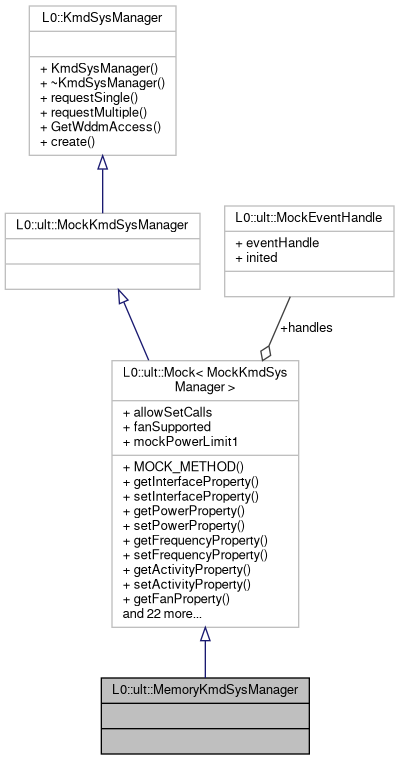 L0::KmdSysManager
+ KmdSysManager()
+ ~KmdSysManager()
+ requestSingle()
+ requestMultiple()
+ GetWddmAccess()
+ create()
L0::ult::MockKmdSysManager
L0::ult::MockEventHandle
+ eventHandle
+ inited
+handles
L0::ult::Mock< MockKmdSys
Manager >
+ allowSetCalls
+ fanSupported
+ mockPowerLimit1
+ MOCK_METHOD()
+ getInterfaceProperty()
+ setInterfaceProperty()
+ getPowerProperty()
+ setPowerProperty()
+ getFrequencyProperty()
+ setFrequencyProperty()
+ getActivityProperty()
+ setActivityProperty()
+ getFanProperty()
and 22 more...
L0::ult::MemoryKmdSysManager